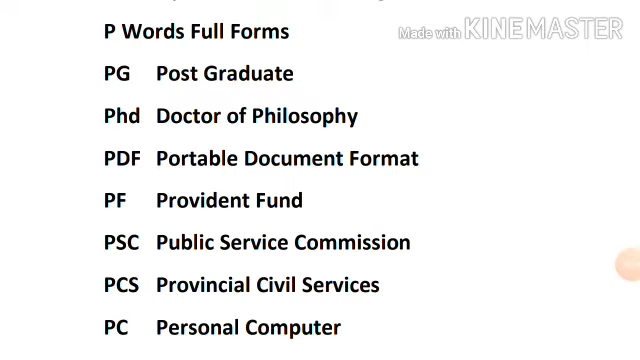 P Words Full Forms
Made with KINEMASTER
PG Post Graduate
Phd Doctor of Philosophy
PDF Portable Document Format
PF Provident Fund
PSC Public Service Commission
PCS Provincial Civil Services
PC Personal Computer